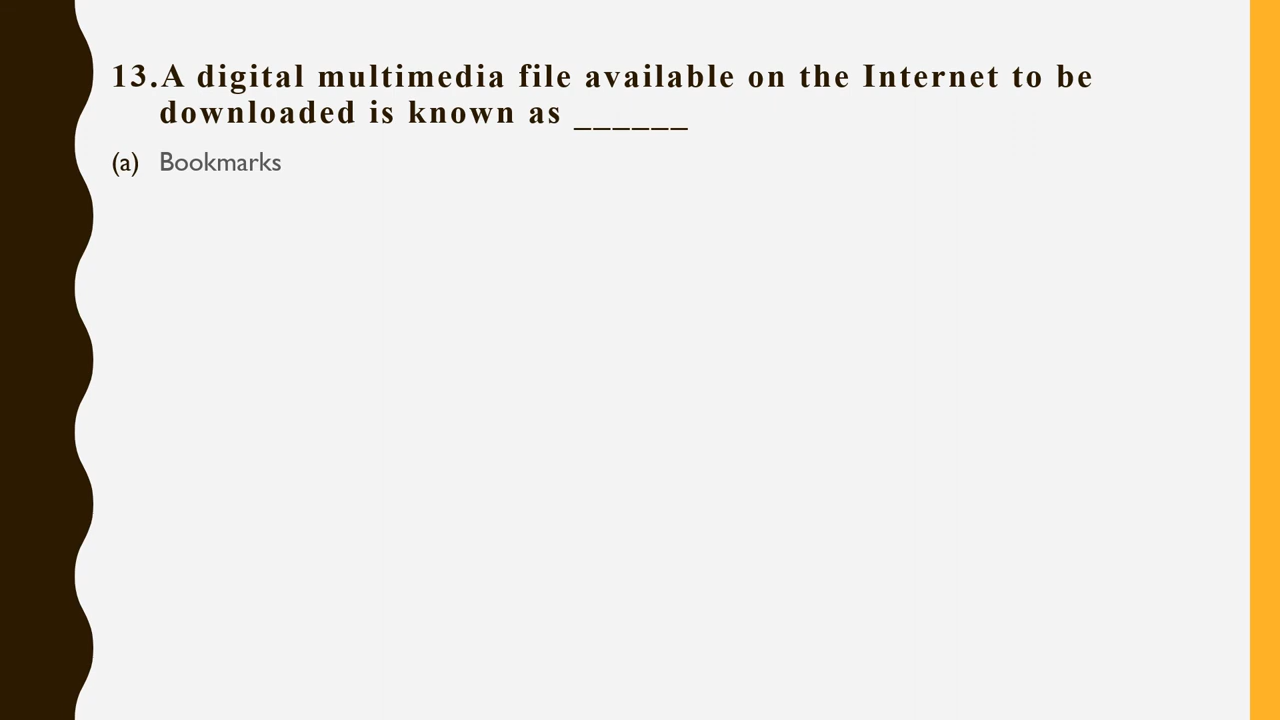 13.A digital multimedia file available on the Internet to be
downloaded is known as ______
(a) Bookmarks